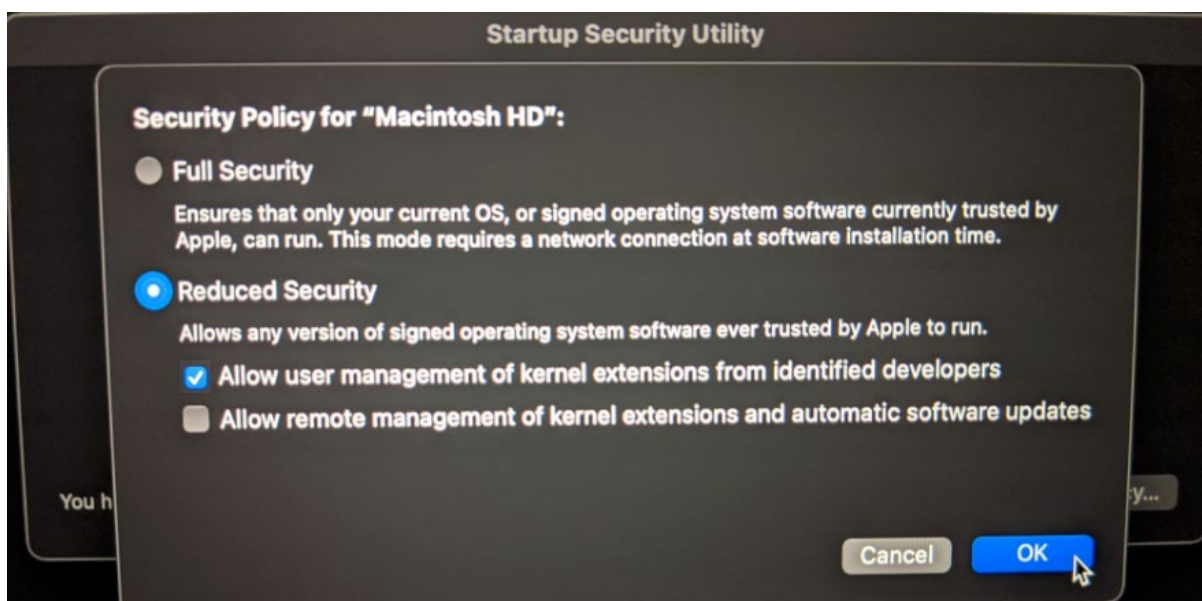 Startup Security Utility
Security Policy for “Macintosh HD”:
Full Security
Ensures that only your current OS, or signed operating system software currently trusted by
Apple, can run. This mode requires a network connection at software installation time.
Reduced Security
Allows any version of signed operating system software ever trusted by Apple to run.
Allow user management of kernel extensions from identified developers
Allow remote management of kernel extensions and automatic software updates
You
Cancel
OK